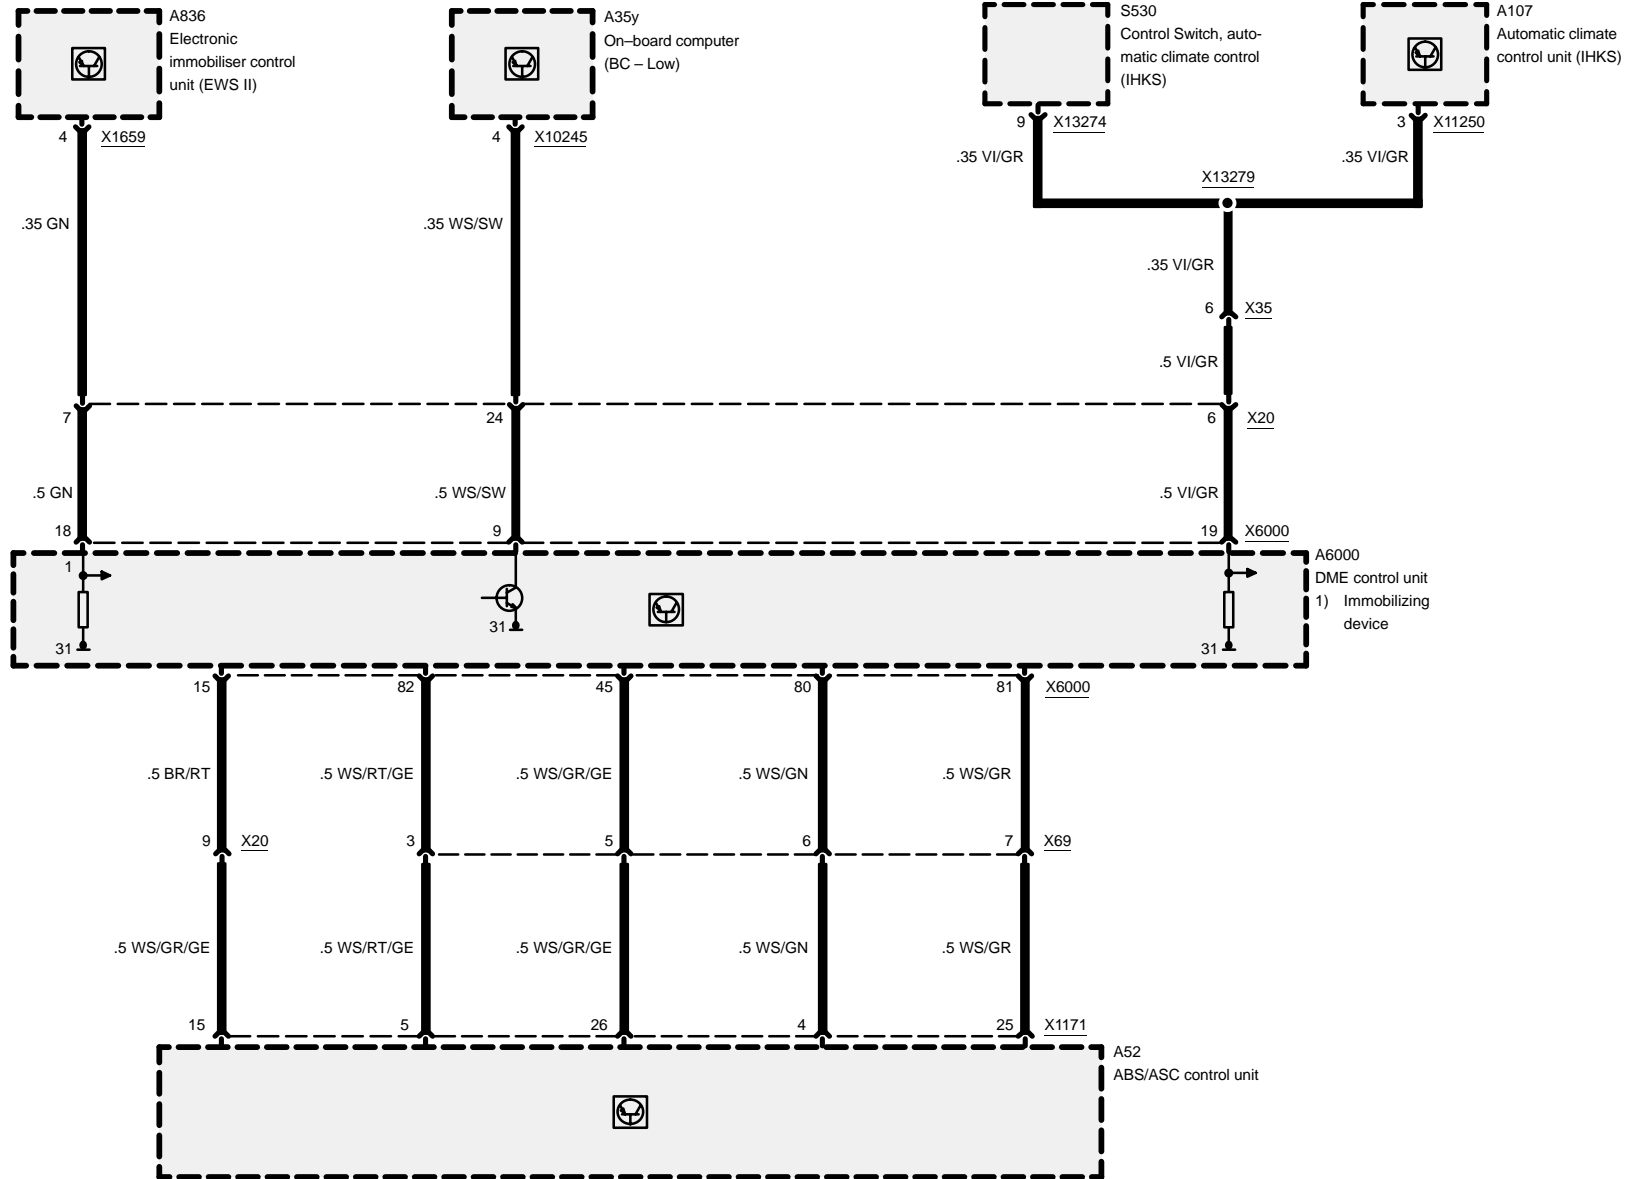 A836
Electronic
immobiliser control
unit (EWS II)
A35y
On–board computer
(BC – Low)
S530
Control Switch, auto-
matic climate control
(IHKS)
A107
Automatic climate
control unit (IHKS)
4 X1659
4 X10245
9 X13274
3 X11250
.35 VI/GR
.35 VI/GR
X13279
.35 GN
.35 WS/SW
.35 VI/GR
6 X35
.5 VI/GR
7
24
6 X20
.5 GN
.5 WS/SW
.5 VI/GR
18
9
19 X6000
A6000
DME control unit
1) Immobilizing
device
1
31
31
31
15
82
45
80
81 X6000
.5 BR/RT
.5 WS/RT/GE
.5 WS/GR/GE
.5 WS/GN
.5 WS/GR
9 X20
3
5
6
7 X69
.5 WS/GR/GE
.5 WS/RT/GE
.5 WS/GR/GE
.5 WS/GN
.5 WS/GR
15
5
26
4
25 X1171
A52
ABS/ASC control unit